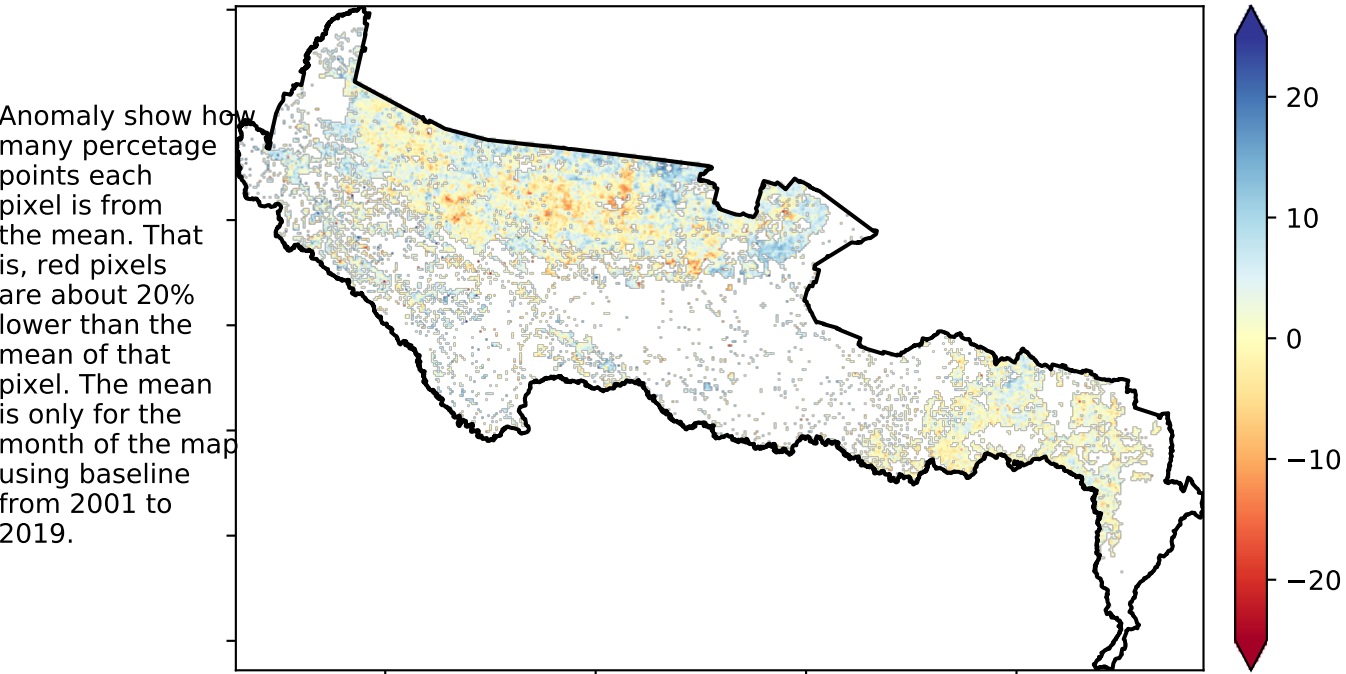 Anomaly show how
many percetage
points each
pixel is from
the mean. That
is, red pixels
are about 20%
lower than the
mean of that
pixel. The mean
is only for the
month of the map
using baseline
from 2001 to
2019.
20
10
0
−10
−20